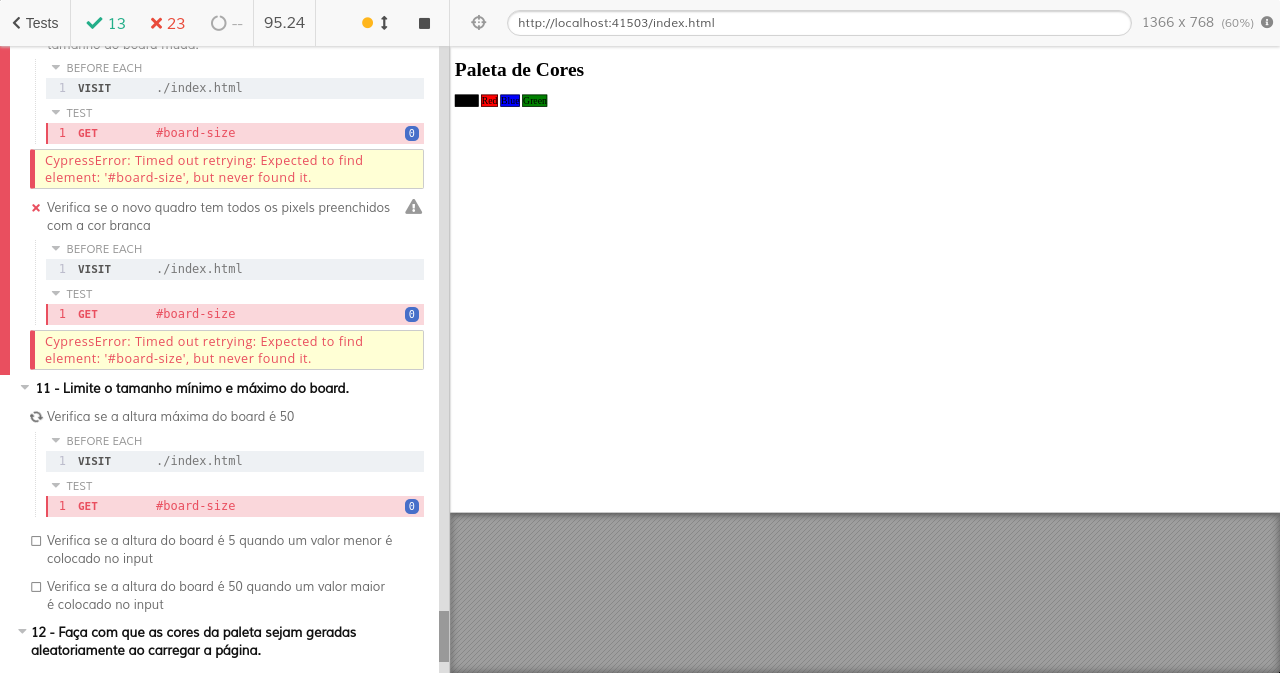 Tests 13 23 -- 95.24
http://localhost:41503/index.html 1366 x 768 (60%)
tamanho do board muda.
BEFORE EACH
1 VISIT ./index.html
TEST
1 GET #board-size 0
CypressError: Timed out retrying: Expected to find
element: '#board-size', but never found it.
Verifica se o novo quadro tem todos os pixels preenchidos
com a cor branca
BEFORE EACH
1 VISIT ./index.html
TEST
1 GET #board-size 0
CypressError: Timed out retrying: Expected to find
element: '#board-size', but never found it.
11 - Limite o tamanho mínimo e máximo do board.
Verifica se a altura máxima do board é 50
BEFORE EACH
1 VISIT ./index.html
TEST
1 GET #board-size 0
Verifica se a altura do board é 5 quando um valor menor é
colocado no input
Verifica se a altura do board é 50 quando um valor maior
é colocado no input
12 - Faça com que as cores da paleta sejam geradas
aleatoriamente ao carregar a página.
Paleta de Cores
Red Blue Green